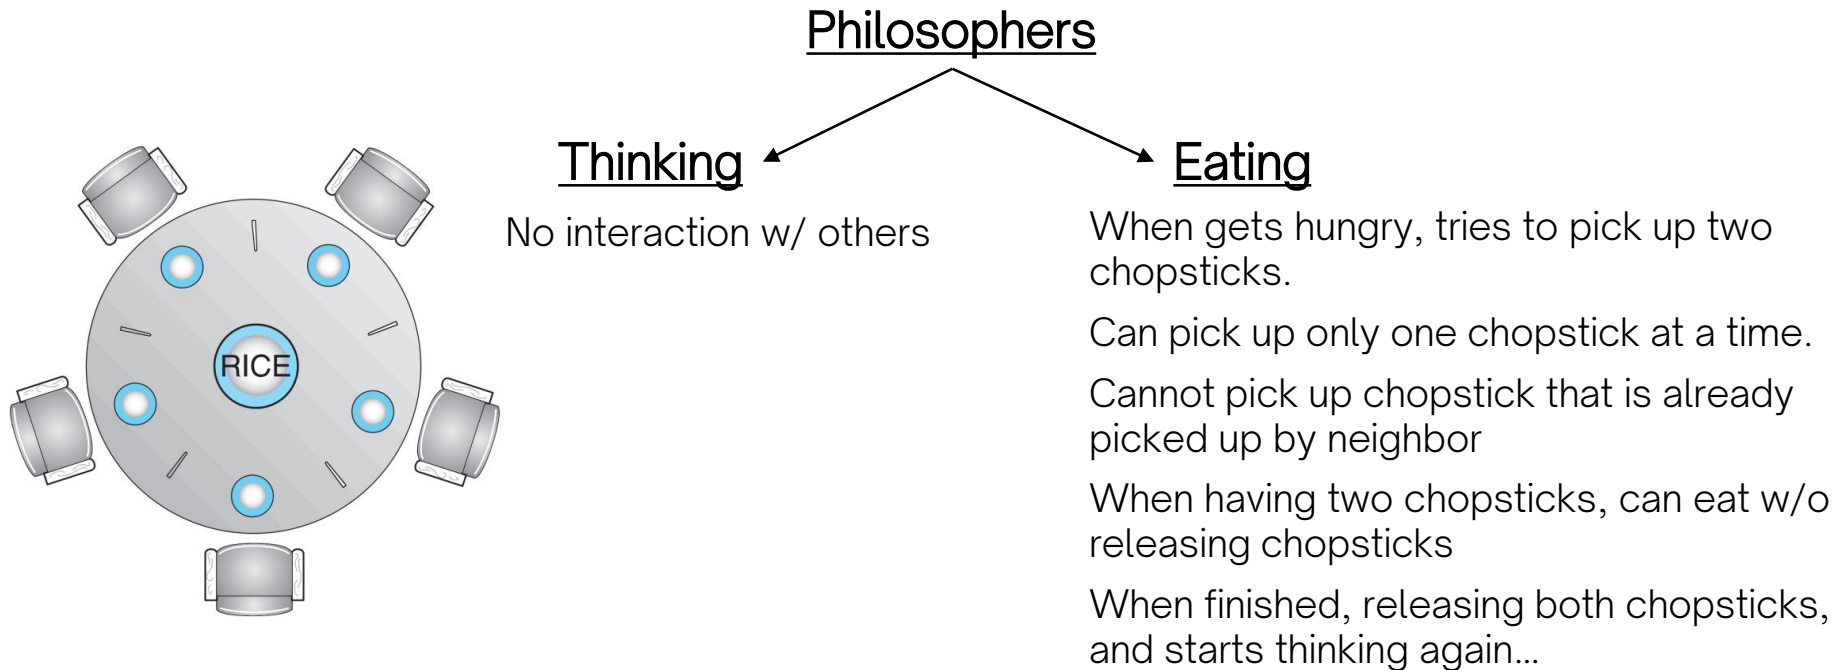 Philosophers
Thinking
Eating
No interaction w/ others
When gets hungry, tries to pick up two
chopsticks.
Can pick up only one chopstick at a time.
Cannot pick up chopstick that is already
picked up by neighbor
When having two chopsticks, can eat w/o
releasing chopsticks
When finished, releasing both chopsticks,
and starts thinking again...
RICE